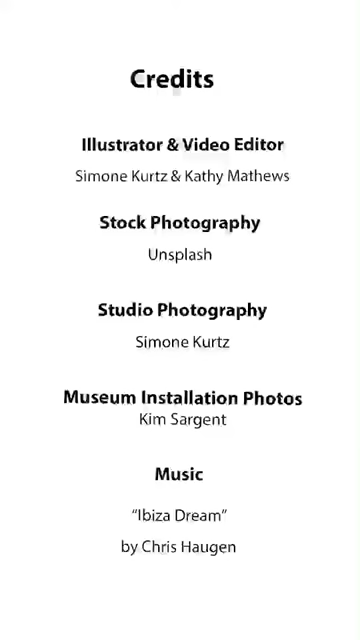 Credits
Illustrator & Video Editor
Simone Kurtz & Kathy Mathews
Stock Photography
Unsplash
Studio Photography
Simone Kurtz
Museum Installation Photos
Kim Sargent
Music
“Ibiza Dream”
by Chris Haugen